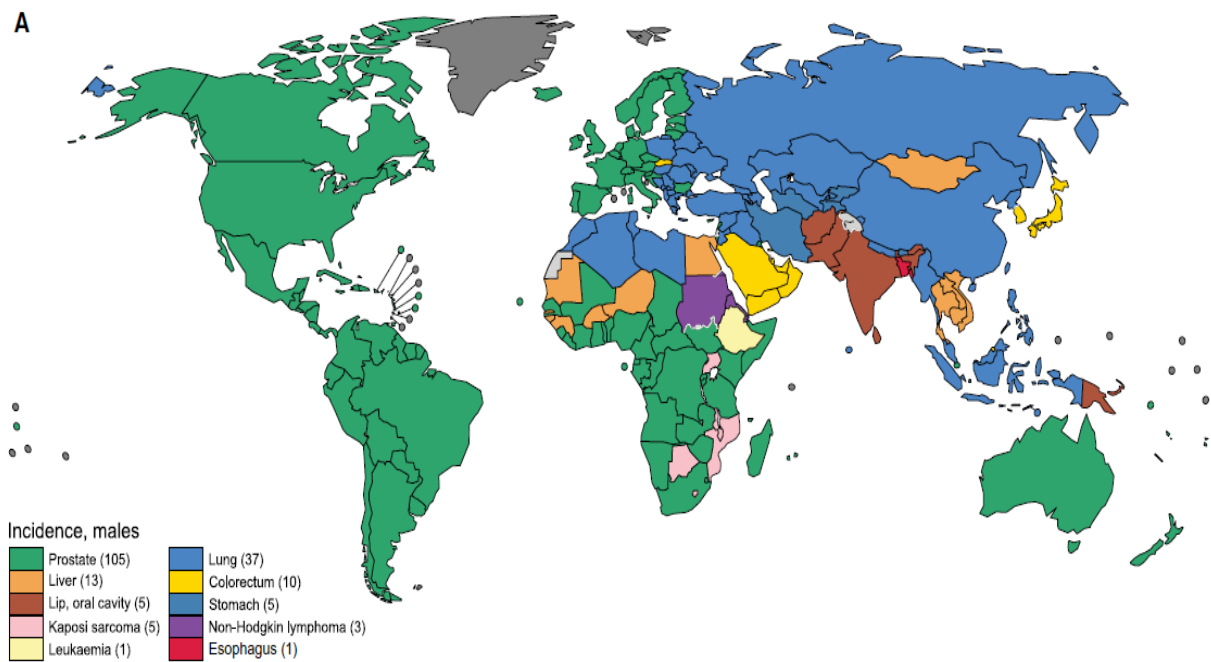 A
Incidence, males
Prostate (105)
Liver (13)
Lip, oral cavity (5)
Kaposi sarcoma (5)
Leukaemia (1)
Lung (37)
Colorectum (10)
Stomach (5)
Non-Hodgkin lymphoma (3)
Esophagus (1)